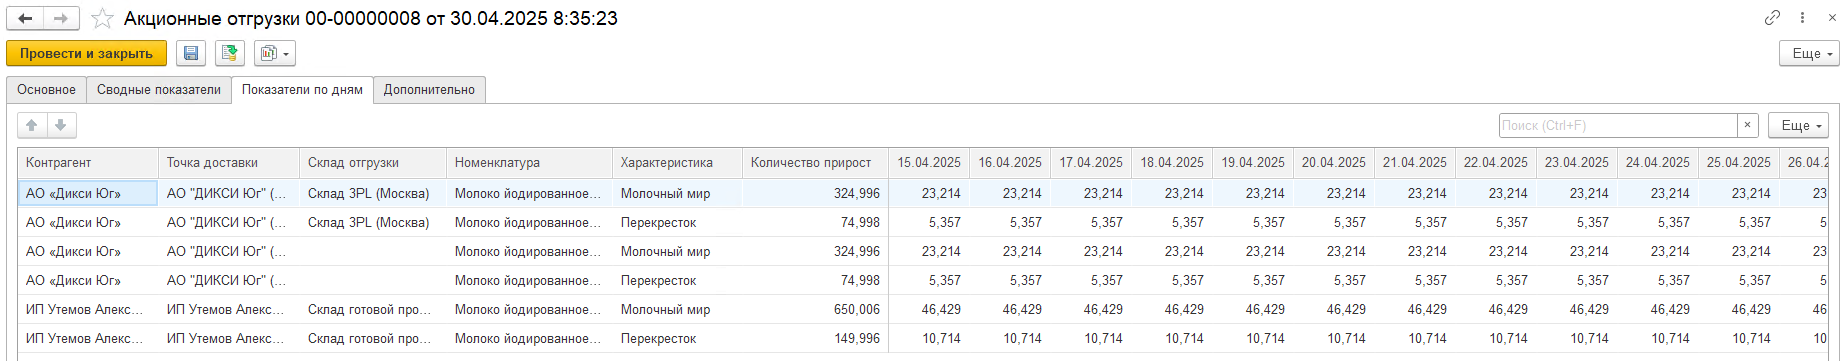 Акционные отгрузки 00-00000008 от 30.04.2025 8:35:23
Провести и закрыть Еще
Основное Сводные показатели Показатели по дням Дополнительно
Поиск (Ctrl+F) × Еще
Контрагент Точка доставки Склад отгрузки Номенклатура Характеристика Количество прирост 15.04.2025 16.04.2025 17.04.2025 18.04.2025 19.04.2025 20.04.2025 21.04.2025 22.04.2025 23.04.2025 24.04.2025 25.04.2025 26.04.2
АО «Дикси Юг» АО "ДИКСИ Юг" (... Склад 3PL (Москва) Молоко йодированное... Молочный мир 324,996 23,214 23,214 23,214 23,214 23,214 23,214 23,214 23,214 23,214 23,214 23,214 23
АО «Дикси Юг» АО "ДИКСИ Юг" (... Склад 3PL (Москва) Молоко йодированное... Перекресток 74,998 5,357 5,357 5,357 5,357 5,357 5,357 5,357 5,357 5,357 5,357 5,357 5
АО «Дикси Юг» АО "ДИКСИ Юг" (... Молоко йодированное... Молочный мир 324,996 23,214 23,214 23,214 23,214 23,214 23,214 23,214 23,214 23,214 23,214 23,214 23
АО «Дикси Юг» АО "ДИКСИ Юг" (... Молоко йодированное... Перекресток 74,998 5,357 5,357 5,357 5,357 5,357 5,357 5,357 5,357 5,357 5,357 5,357 5
ИП Утемов Алекс... ИП Утемов Алекс... Склад готовой про... Молоко йодированное... Молочный мир 650,006 46,429 46,429 46,429 46,429 46,429 46,429 46,429 46,429 46,429 46,429 46,429 46
ИП Утемов Алекс... ИП Утемов Алекс... Склад готовой про... Молоко йодированное... Перекресток 149,996 10,714 10,714 10,714 10,714 10,714 10,714 10,714 10,714 10,714 10,714 10,714 10